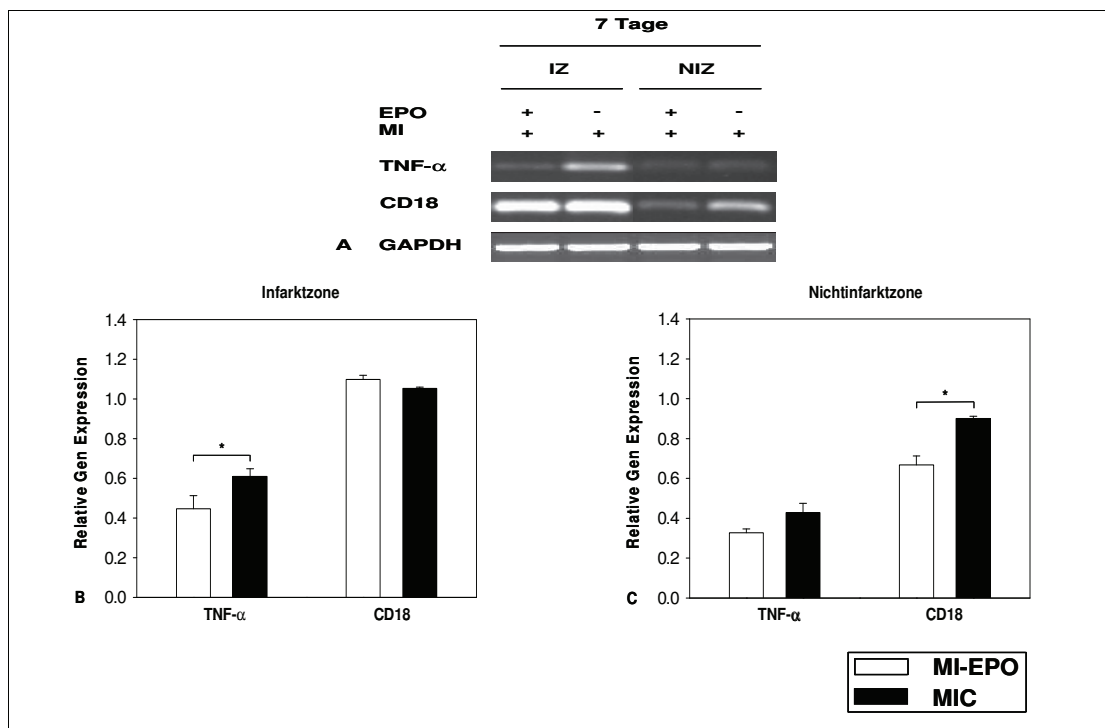 7 Tage
IZ NIZ
EPO + - + -
MI + + + +
TNF-α
CD18
A GAPDH
Infarktzone
Relative Gen Expression
1.4
1.2
1.0
0.8
0.6
0.4
0.2
0.0
*
B
TNF-α CD18
Nichtinfarktzone
Relative Gen Expression
1.4
1.2
1.0
0.8
0.6
0.4
0.2
0.0
*
C
TNF-α CD18
MI-EPO
MIC